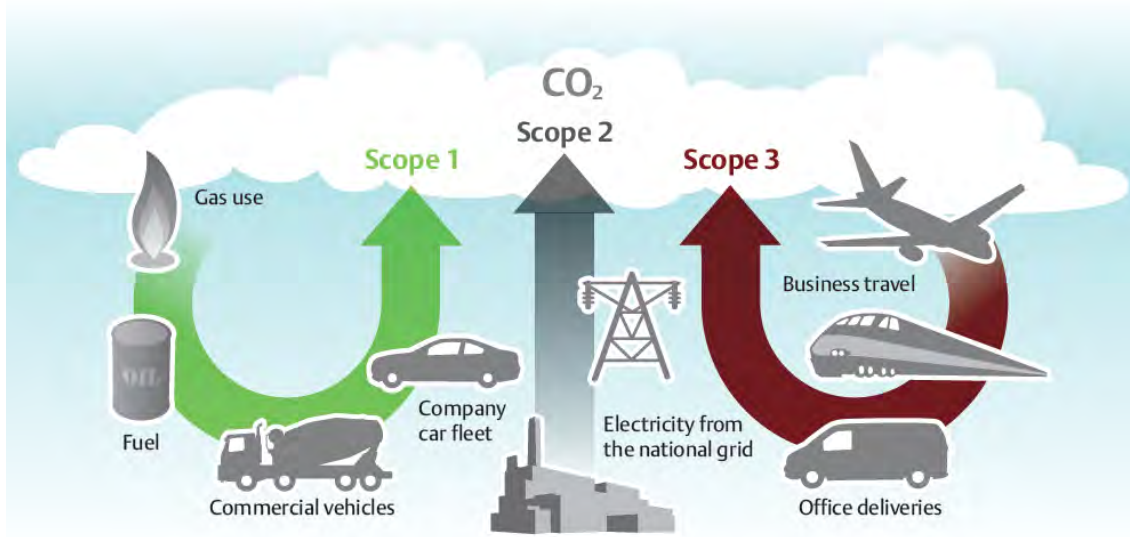 CO₂
Scope 2
Scope 1
Scope 3
Gas use
Business travel
OIL
Company
car fleet
Electricity from
the national grid
Fuel
Commercial vehicles
Office deliveries